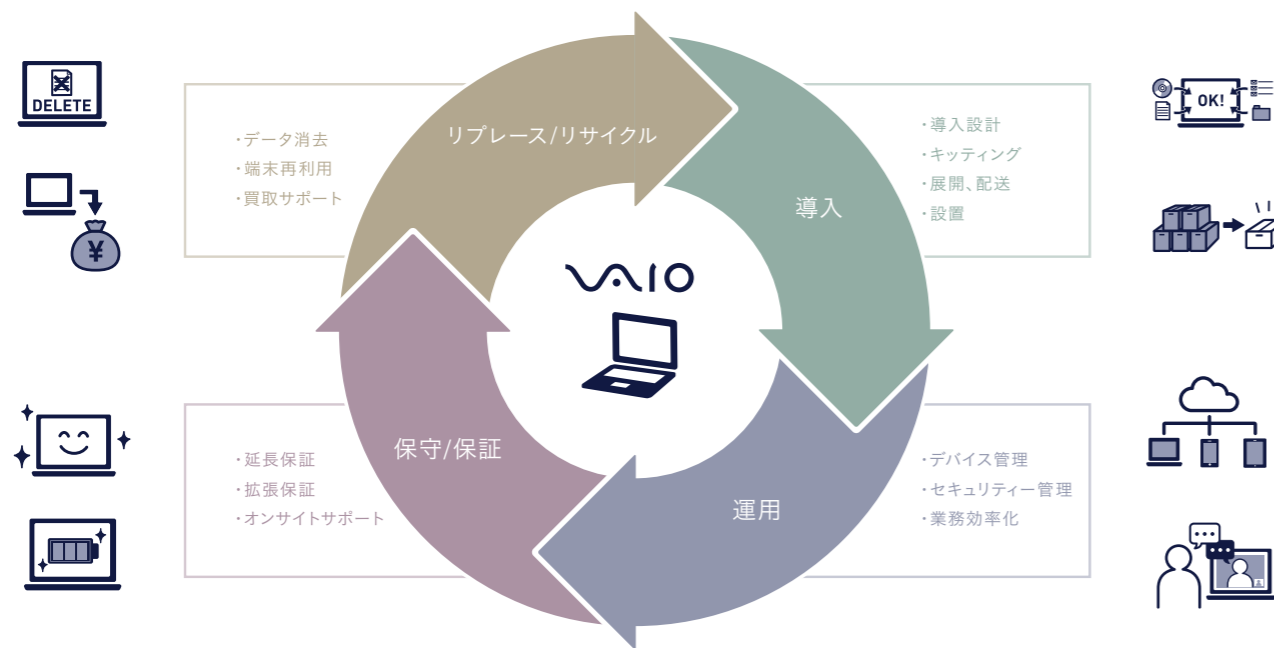 DELETE
¥
・データ消去
・端末再利用
・買取サポート
リプレース/リサイクル
導入
・導入設計
・キッティング
・展開、配送
・設置
OK!
VAIO
保守/保証
・延長保証
・拡張保証
・オンサイトサポート
運用
・デバイス管理
・セキュリティー管理
・業務効率化